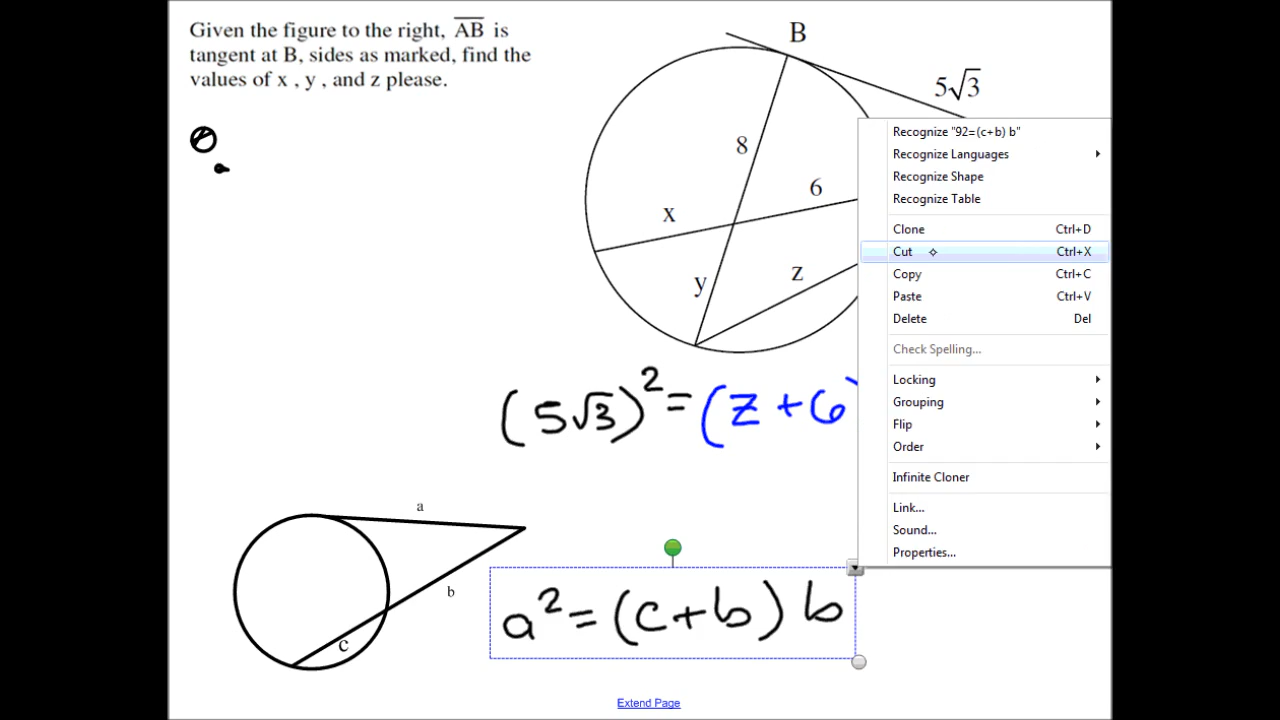 Given the figure to the right, AB is
tangent at B, sides as marked, find the
values of x , y , and z please.
B
5√3
8
6
x
z
y
Recognize "92=(c+b) b"
Recognize Languages
Recognize Shape
Recognize Table
Clone Ctrl+D
Cut Ctrl+X
Copy Ctrl+C
Paste Ctrl+V
Delete Del
Check Spelling...
Locking
Grouping
Flip
Order
Infinite Cloner
Link...
Sound...
Properties...
(5√3)²=(z+6)
a
b
c
a²=(c+b) b
Extend Page